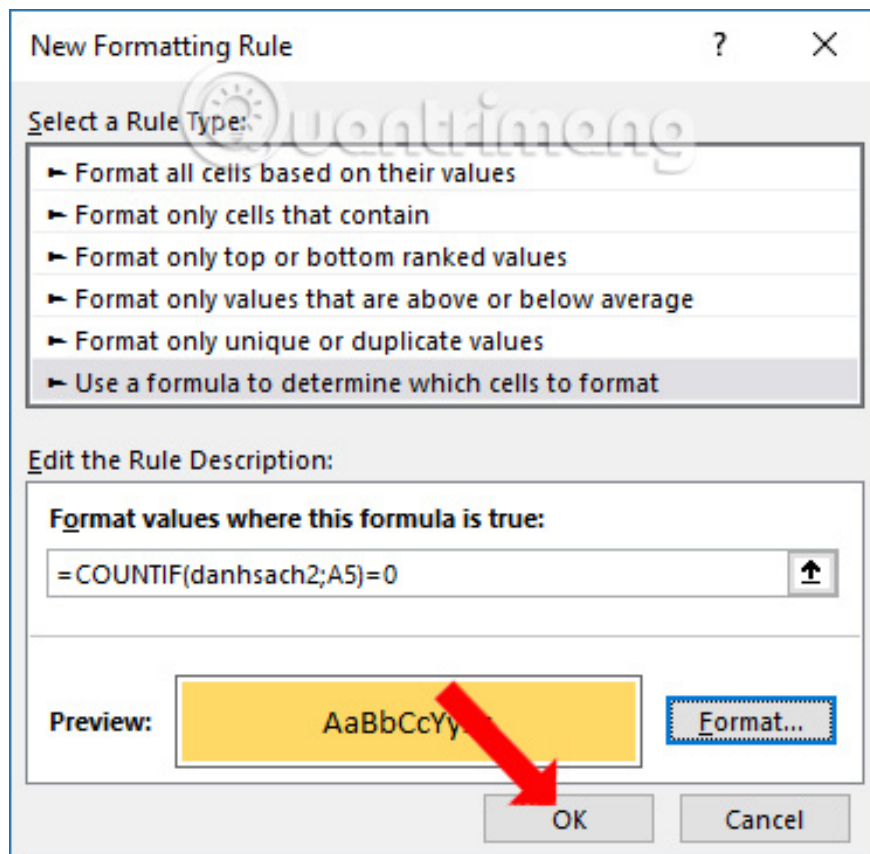 New Formatting Rule ? X
Quantrimang
Select a Rule Type:
► Format all cells based on their values
► Format only cells that contain
► Format only top or bottom ranked values
► Format only values that are above or below average
► Format only unique or duplicate values
► Use a formula to determine which cells to format
Edit the Rule Description:
Format values where this formula is true:
=COUNTIF(danhsach2;A5)=0
Preview: AaBbCcYy Format...
OK Cancel